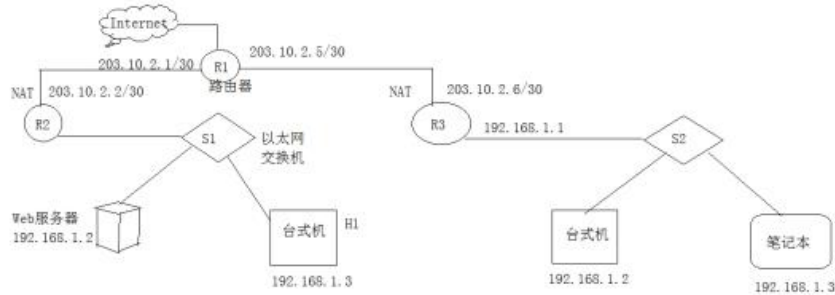 Internet
203.10.2.5/30
203.10.2.1/30
R1
路由器
NAT
203.10.2.2/30
NAT
203.10.2.6/30
R2
R3
192.168.1.1
S1
以太网
交换机
S2
Web服务器
192.168.1.2
台式机
H1
192.168.1.3
台式机
192.168.1.2
笔记本
192.168.1.3